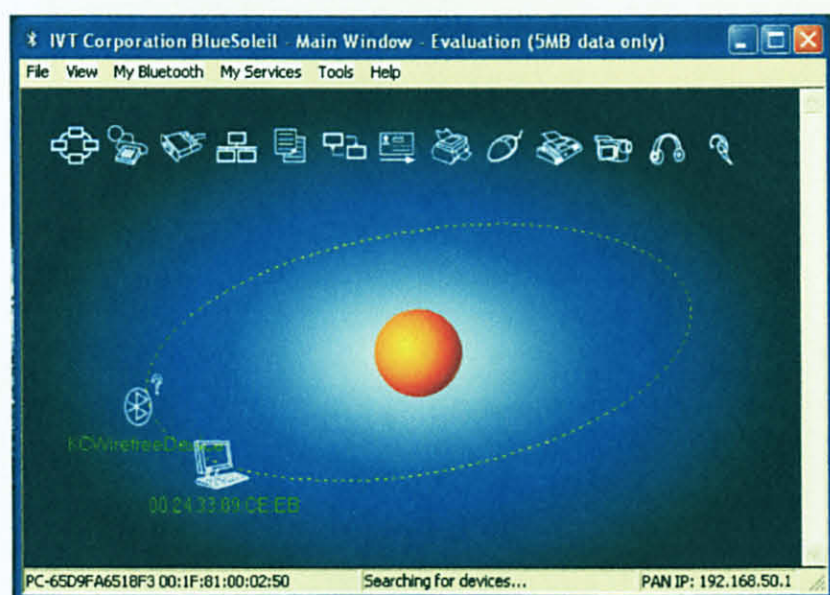 IVT Corporation BlueSoleil - Main Window - Evaluation (5MB data only)
File View My Bluetooth My Services Tools Help
?
KCWirefreeDevice
00:24:33:89:CE:EB
PC-65D9FA6518F3 00:1F:81:00:02:50 Searching for devices... PAN IP: 192.168.50.1